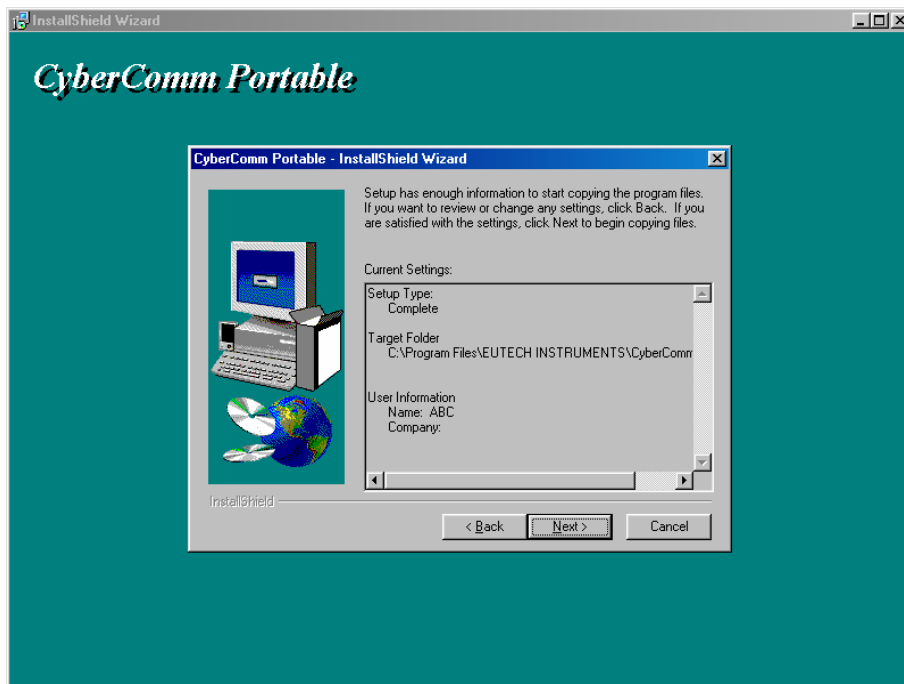 InstallShield Wizard
CyberComm Portable
CyberComm Portable - InstallShield Wizard
Setup has enough information to start copying the program files.
If you want to review or change any settings, click Back.  If you
are satisfied with the settings, click Next to begin copying files.
Current Settings:
Setup Type:
Complete
Target Folder
C:\Program Files\EUTECH INSTRUMENTS\CyberComm
User Information
Name:  ABC
Company:
InstallShield
< Back
Next >
Cancel